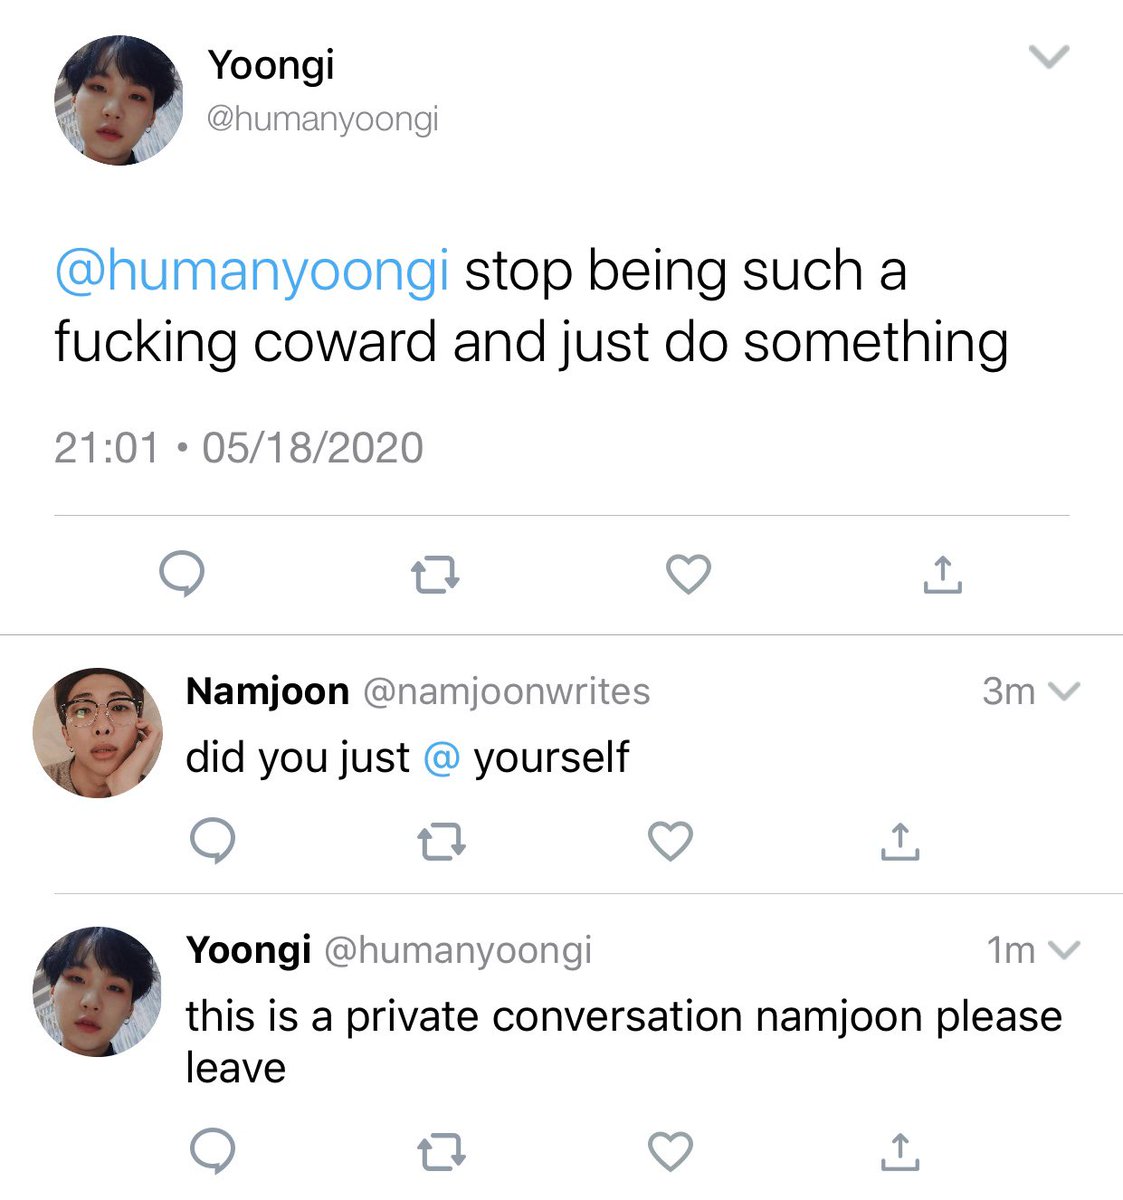 Yoongi
@humanyoongi
@humanyoongi stop being such a
fucking coward and just do something
21:01 • 05/18/2020
Namjoon @namjoonwrites 3m
did you just @ yourself
Yoongi @humanyoongi 1m
this is a private conversation namjoon please
leave